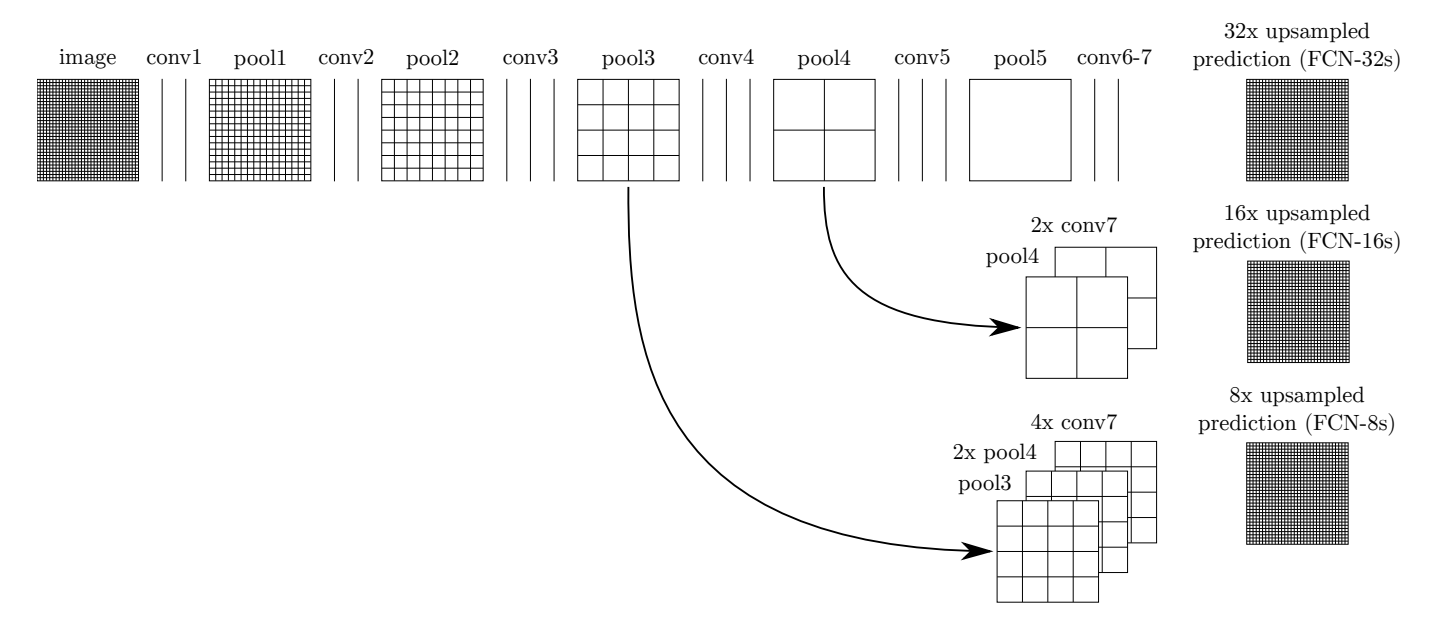 image conv1 pool1 conv2 pool2 conv3 pool3 conv4 pool4 conv5 pool5 conv6-7
32x upsampled
prediction (FCN-32s)
2x conv7
pool4
16x upsampled
prediction (FCN-16s)
4x conv7
2x pool4
pool3
8x upsampled
prediction (FCN-8s)